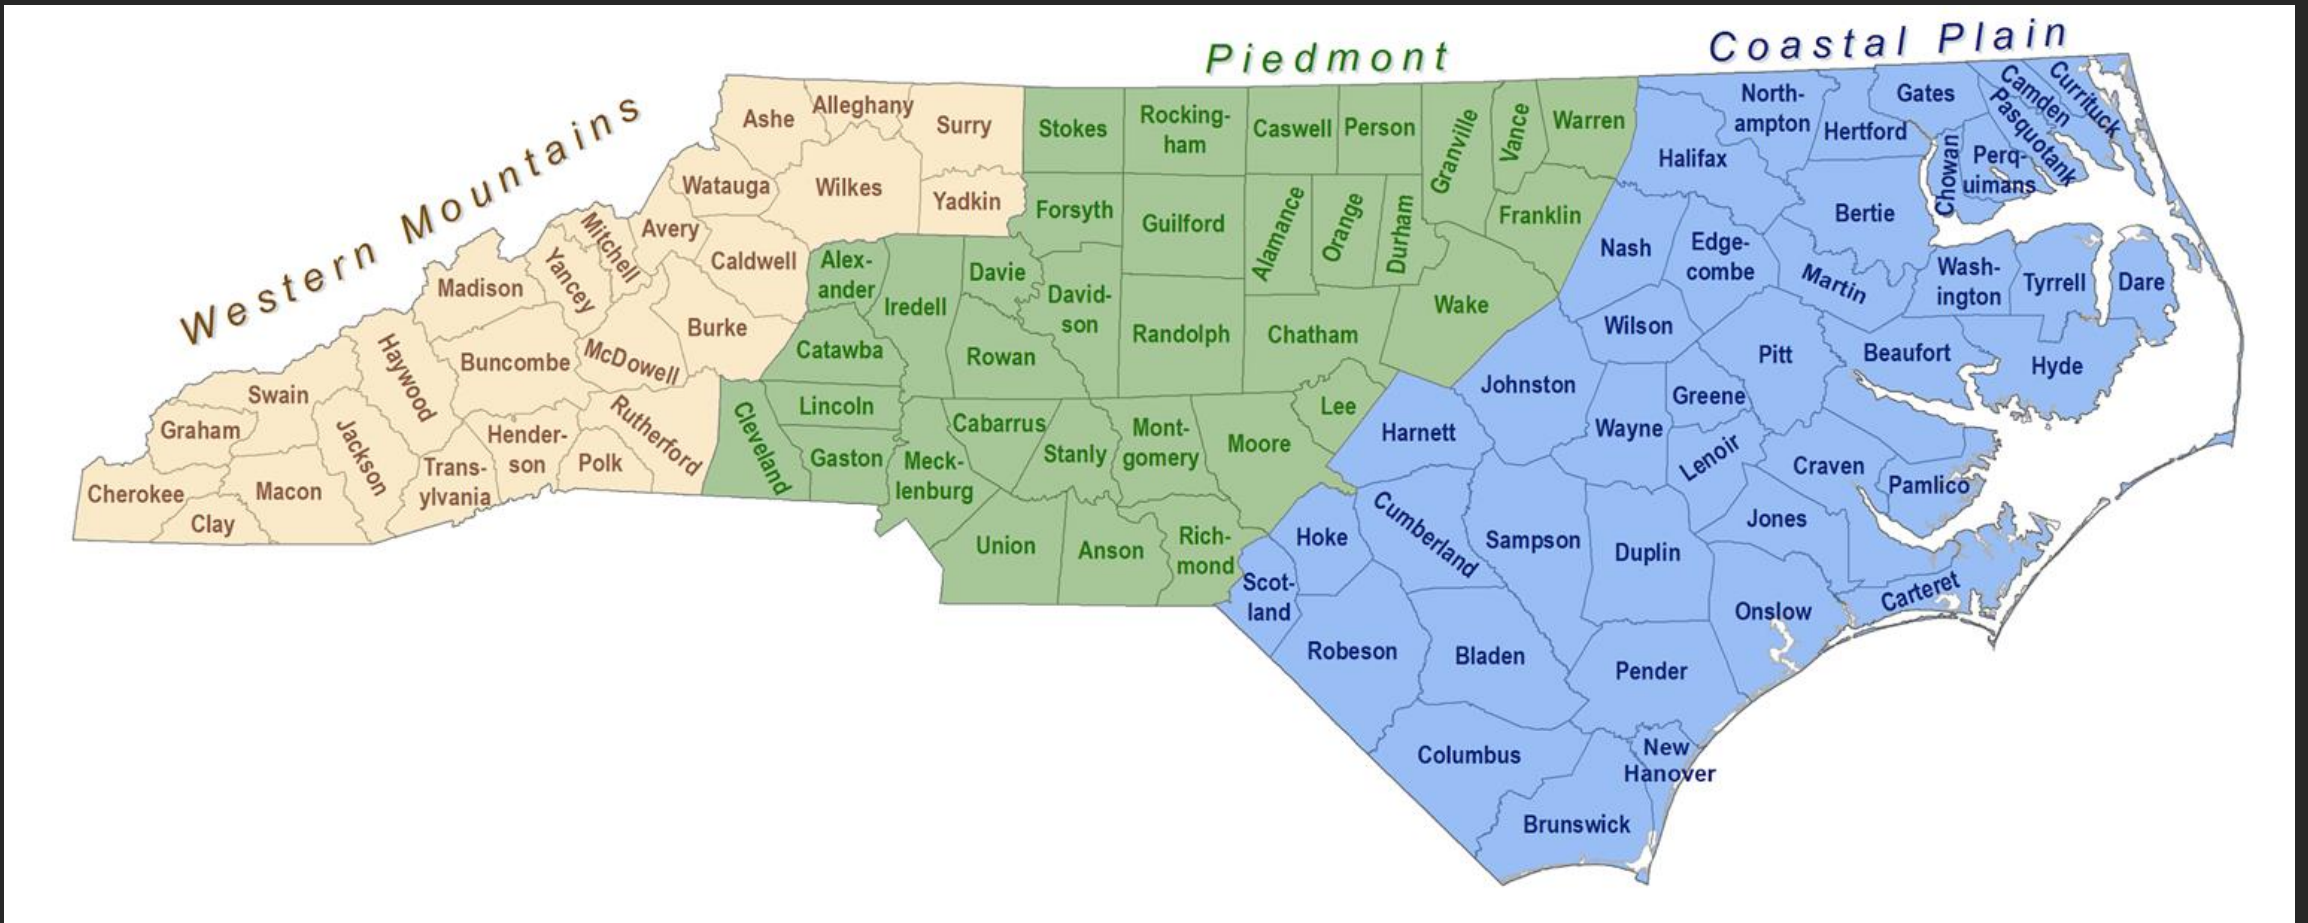 Western Mountains
Piedmont
Coastal Plain
Ashe
Alleghany
Surry
Watauga
Wilkes
Yadkin
Mitchell
Avery
Caldwell
Yancey
Madison
Burke
McDowell
Buncombe
Haywood
Swain
Graham
Jackson
Rutherford
Hender-
son
Polk
Trans-
ylvania
Cherokee
Macon
Clay
Stokes
Rocking-
ham
Caswell
Person
Granville
Vance
Warren
Forsyth
Guilford
Alamance
Orange
Durham
Franklin
Alex-
ander
Iredell
Davie
David-
son
Randolph
Chatham
Wake
Catawba
Rowan
Lincoln
Cleveland
Gaston
Meck-
lenburg
Cabarrus
Stanly
Mont-
gomery
Moore
Lee
Union
Anson
Rich-
mond
North-
ampton
Gates
Camden
Currituck
Pasquotank
Hertford
Halifax
Chowan
Perq-
uimans
Bertie
Nash
Edge-
combe
Martin
Wash-
ington
Tyrrell
Dare
Wilson
Pitt
Beaufort
Hyde
Johnston
Greene
Wayne
Harnett
Lenoir
Craven
Pamlico
Jones
Cumberland
Hoke
Sampson
Duplin
Scot-
land
Carteret
Onslow
Robeson
Bladen
Pender
Columbus
New
Hanover
Brunswick